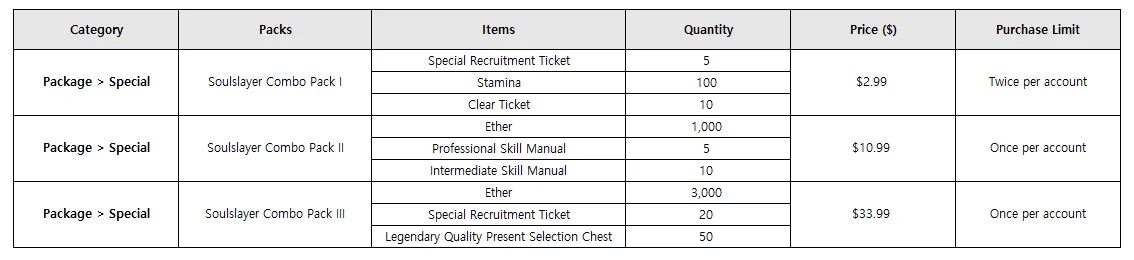 Category Packs Items Quantity Price ($) Purchase Limit
Special Recruitment Ticket 5
Package > Special Soulslayer Combo Pack I Stamina 100 $2.99 Twice per account
Clear Ticket 10
Ether 1,000
Package > Special Soulslayer Combo Pack II Professional Skill Manual 5 $10.99 Once per account
Intermediate Skill Manual 10
Ether 3,000
Package > Special Soulslayer Combo Pack III Special Recruitment Ticket 20 $33.99 Once per account
Legendary Quality Present Selection Chest 50